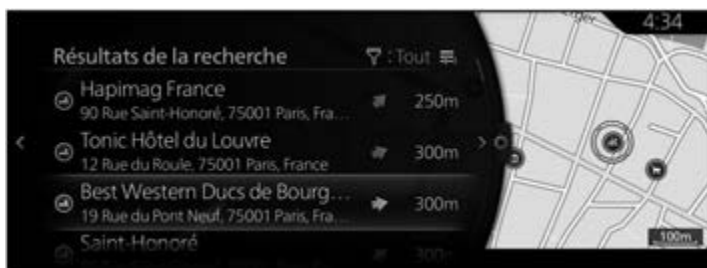 4:34
Résultats de la recherche : Tout
Hapimag France
90 Rue Saint-Honoré, 75001 Paris, Fra... 250m
Tonic Hôtel du Louvre
12 Rue du Roule, 75001 Paris, France 300m
Best Western Ducs de Bourg...
19 Rue du Pont Neuf, 75001 Paris, Fra... 300m
Saint-Honoré
300m
100m